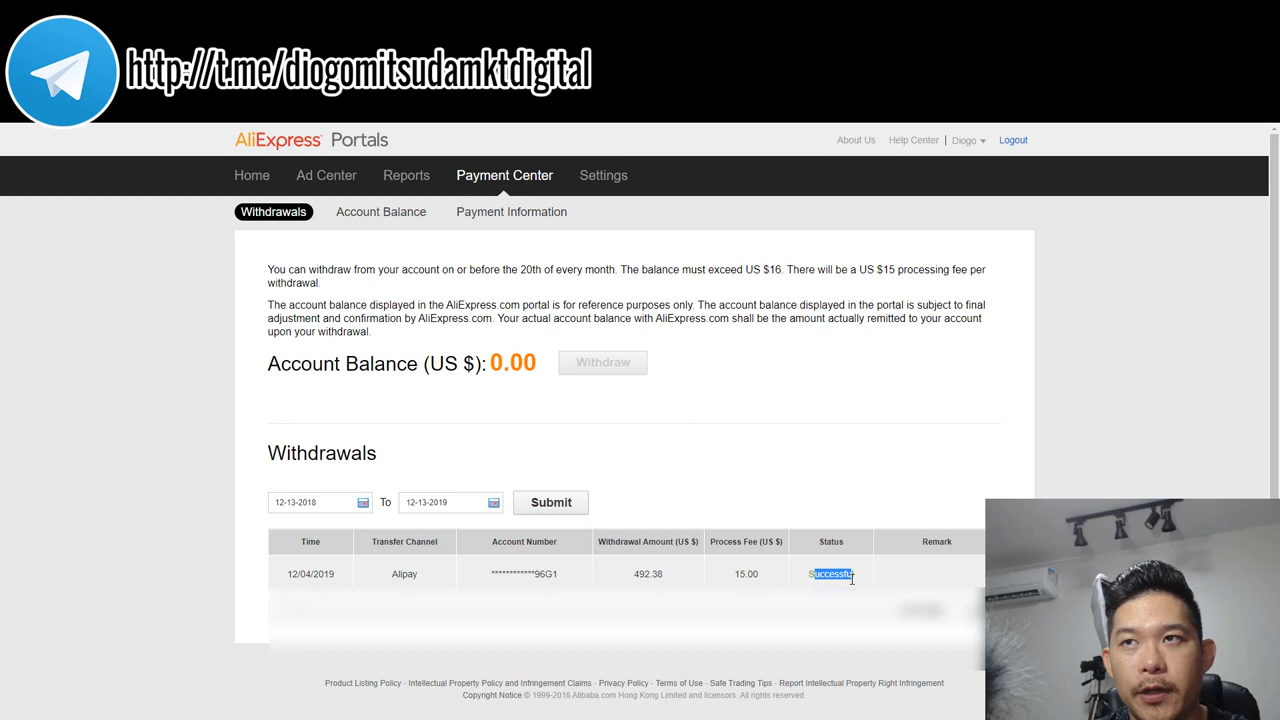 http://t.me/diogomitsudamktdigital
AliExpress Portals
About Us Help Center | Diogo Logout
Home Ad Center Reports Payment Center Settings
Withdrawals Account Balance Payment Information
You can withdraw from your account on or before the 20th of every month. The balance must exceed US $16. There will be a US $15 processing fee per
withdrawal.
The account balance displayed in the AliExpress.com portal is for reference purposes only. The account balance displayed in the portal is subject to final
adjustment and confirmation by AliExpress.com. Your actual account balance with AliExpress.com shall be the amount actually remitted to your account
upon your withdrawal.
Account Balance (US $): 0.00 Withdraw
Withdrawals
12-13-2018 To 12-13-2019 Submit
Time Transfer Channel Account Number Withdrawal Amount (US $) Process Fee (US $) Status Remark
12/04/2019 Alipay ************96G1 492.38 15.00 Successful
Product Listing Policy - Intellectual Property Policy and Infringement Claims - Privacy Policy - Terms of Use - Safe Trading Tips - Report Intellectual Property Right Infringement
Copyright Notice © 1999-2016 Alibaba.com Hong Kong Limited and licensors. All rights reserved.